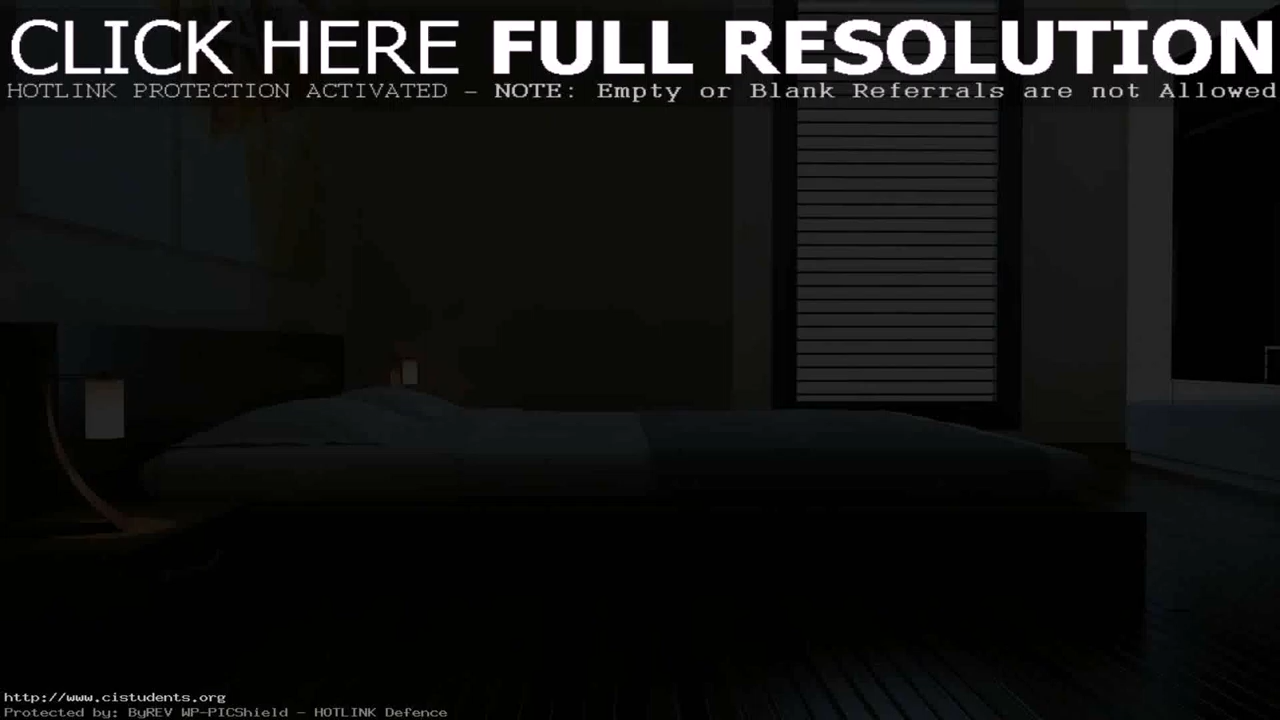 CLICK HERE FULL RESOLUTION
HOTLINK PROTECTION ACTIVATED - NOTE: Empty or Blank Referrals are not Allowed
http://www.cistudents.org
Protected by: ByREV WP-PICShield - HOTLINK Defence